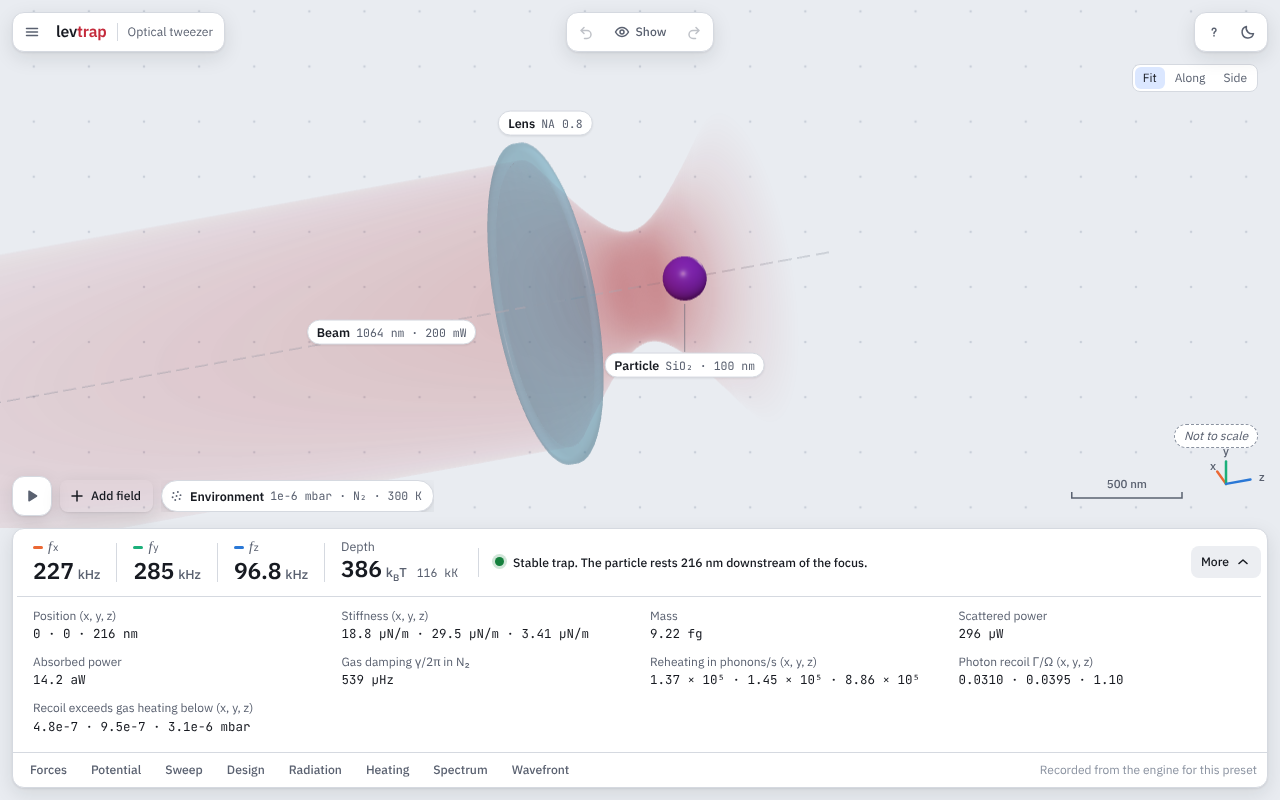 levtrap Optical tweezer
Show
?
Fit Along Side
Lens NA 0.8
Beam 1064 nm · 200 mW
Particle SiO₂ · 100 nm
Not to scale
y
x
z
500 nm
Add field
Environment 1e-6 mbar · N₂ · 300 K
fx
227 kHz
fy
285 kHz
fz
96.8 kHz
Depth
386 k_BT 116 kK
Stable trap. The particle rests 216 nm downstream of the focus.
More
Position (x, y, z)
0 · 0 · 216 nm
Stiffness (x, y, z)
18.8 µN/m · 29.5 µN/m · 3.41 µN/m
Mass
9.22 fg
Scattered power
296 µW
Absorbed power
14.2 aW
Gas damping γ/2π in N₂
539 µHz
Reheating in phonons/s (x, y, z)
1.37 × 10⁵ · 1.45 × 10⁵ · 8.86 × 10⁵
Photon recoil Γ/Ω (x, y, z)
0.0310 · 0.0395 · 1.10
Recoil exceeds gas heating below (x, y, z)
4.8e-7 · 9.5e-7 · 3.1e-6 mbar
Forces Potential Sweep Design Radiation Heating Spectrum Wavefront
Recorded from the engine for this preset